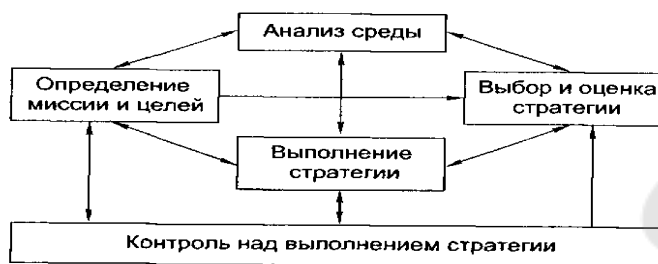 Анализ среды
Определение
миссии и целей
Выбор и оценка
стратегии
Выполнение
стратегии
Контроль над выполнением стратегии